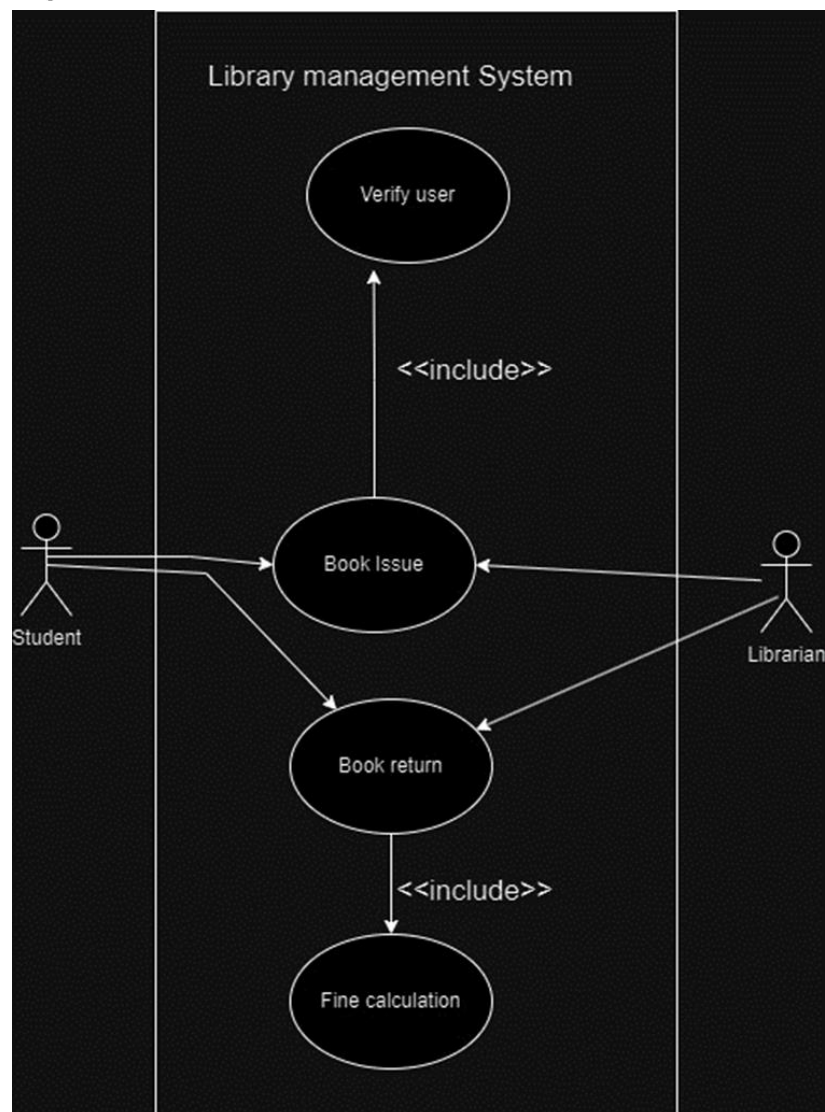 Library management System
Verify user
<<include>>
Book Issue
Student
Librarian
Book return
<<include>>
Fine calculation